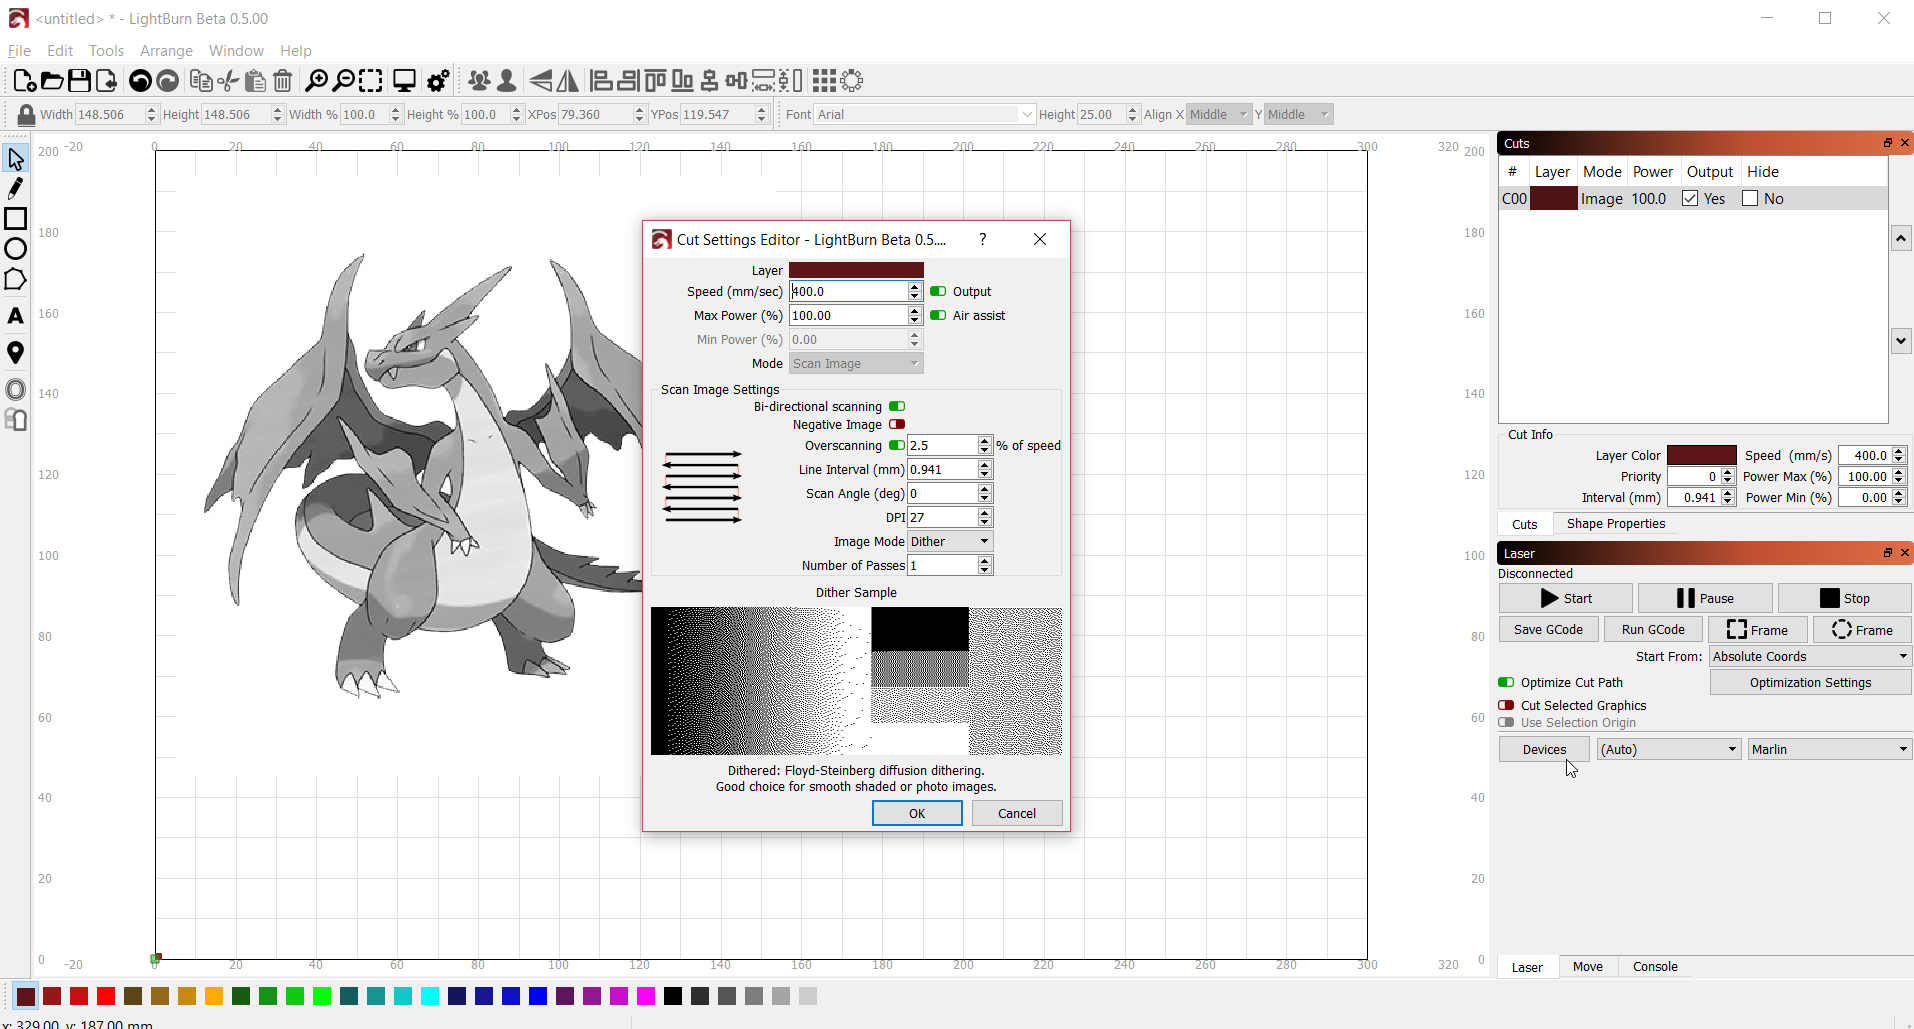 <untitled> * - LightBurn Beta 0.5.00
File Edit Tools Arrange Window Help
Width 148.506 Height 148.506 Width % 100.0 Height % 100.0 XPos 79.360 YPos 119.547 Font Arial Height 25.00 Align X Middle Y Middle
200 -20 0 20 40 60 80 100 120 140 160 180 200 220 240 260 280 300 320 200
180 180
160 160
140 140
120 120
100 100
80 80
60 60
40 40
20 20
0 -20 0 20 40 60 80 100 120 140 160 180 200 220 240 260 280 300 320 0
A
Cut Settings Editor - LightBurn Beta 0.5.... ?
Layer
Speed (mm/sec) 400.0 Output
Max Power (%) 100.00 Air assist
Min Power (%) 0.00
Mode Scan Image
Scan Image Settings
Bi-directional scanning
Negative Image
Overscanning 2.5 % of speed
Line Interval (mm) 0.941
Scan Angle (deg) 0
DPI 27
Image Mode Dither
Number of Passes 1
Dither Sample
Dithered: Floyd-Steinberg diffusion dithering.
Good choice for smooth shaded or photo images.
OK Cancel
Cuts
# Layer Mode Power Output Hide
C00 Image 100.0 Yes No
Cut Info
Layer Color Speed (mm/s) 400.0
Priority 0 Power Max (%) 100.00
Interval (mm) 0.941 Power Min (%) 0.00
Cuts Shape Properties
Laser
Disconnected
Start Pause Stop
Save GCode Run GCode Frame Frame
Start From: Absolute Coords
Optimize Cut Path Optimization Settings
Cut Selected Graphics
Use Selection Origin
Devices (Auto) Marlin
Laser Move Console
x: 329.00, y: 187.00 mm